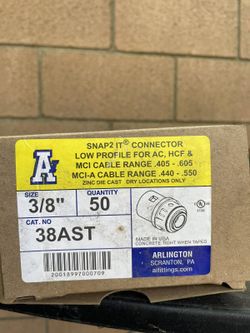 A
SNAP2 IT® CONNECTOR
LOW PROFILE FOR AC, HCF &
MCI CABLE RANGE .405 - .605
MCI-A CABLE RANGE .440 - .550
ZINC DIE CAST DRY LOCATIONS ONLY
SIZE
3/8"
QUANTITY
50
CAT. NO
38AST
MADE IN USA
CONCRETE TIGHT WHEN TAPED
ARLINGTON
SCRANTON, PA
aifittings.com
20018997000709